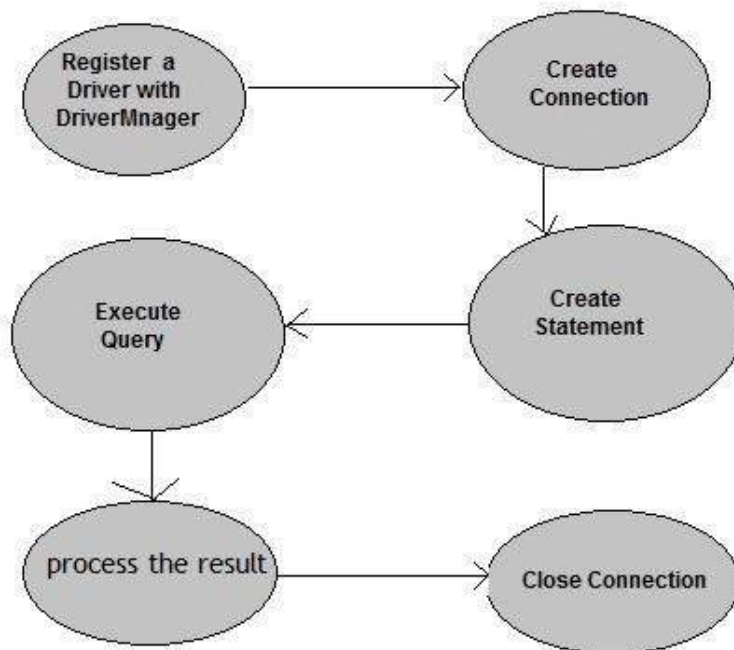 Register a
Driver with
DriverMnager
Create
Connection
Create
Statement
Execute
Query
process the result
Close Connection